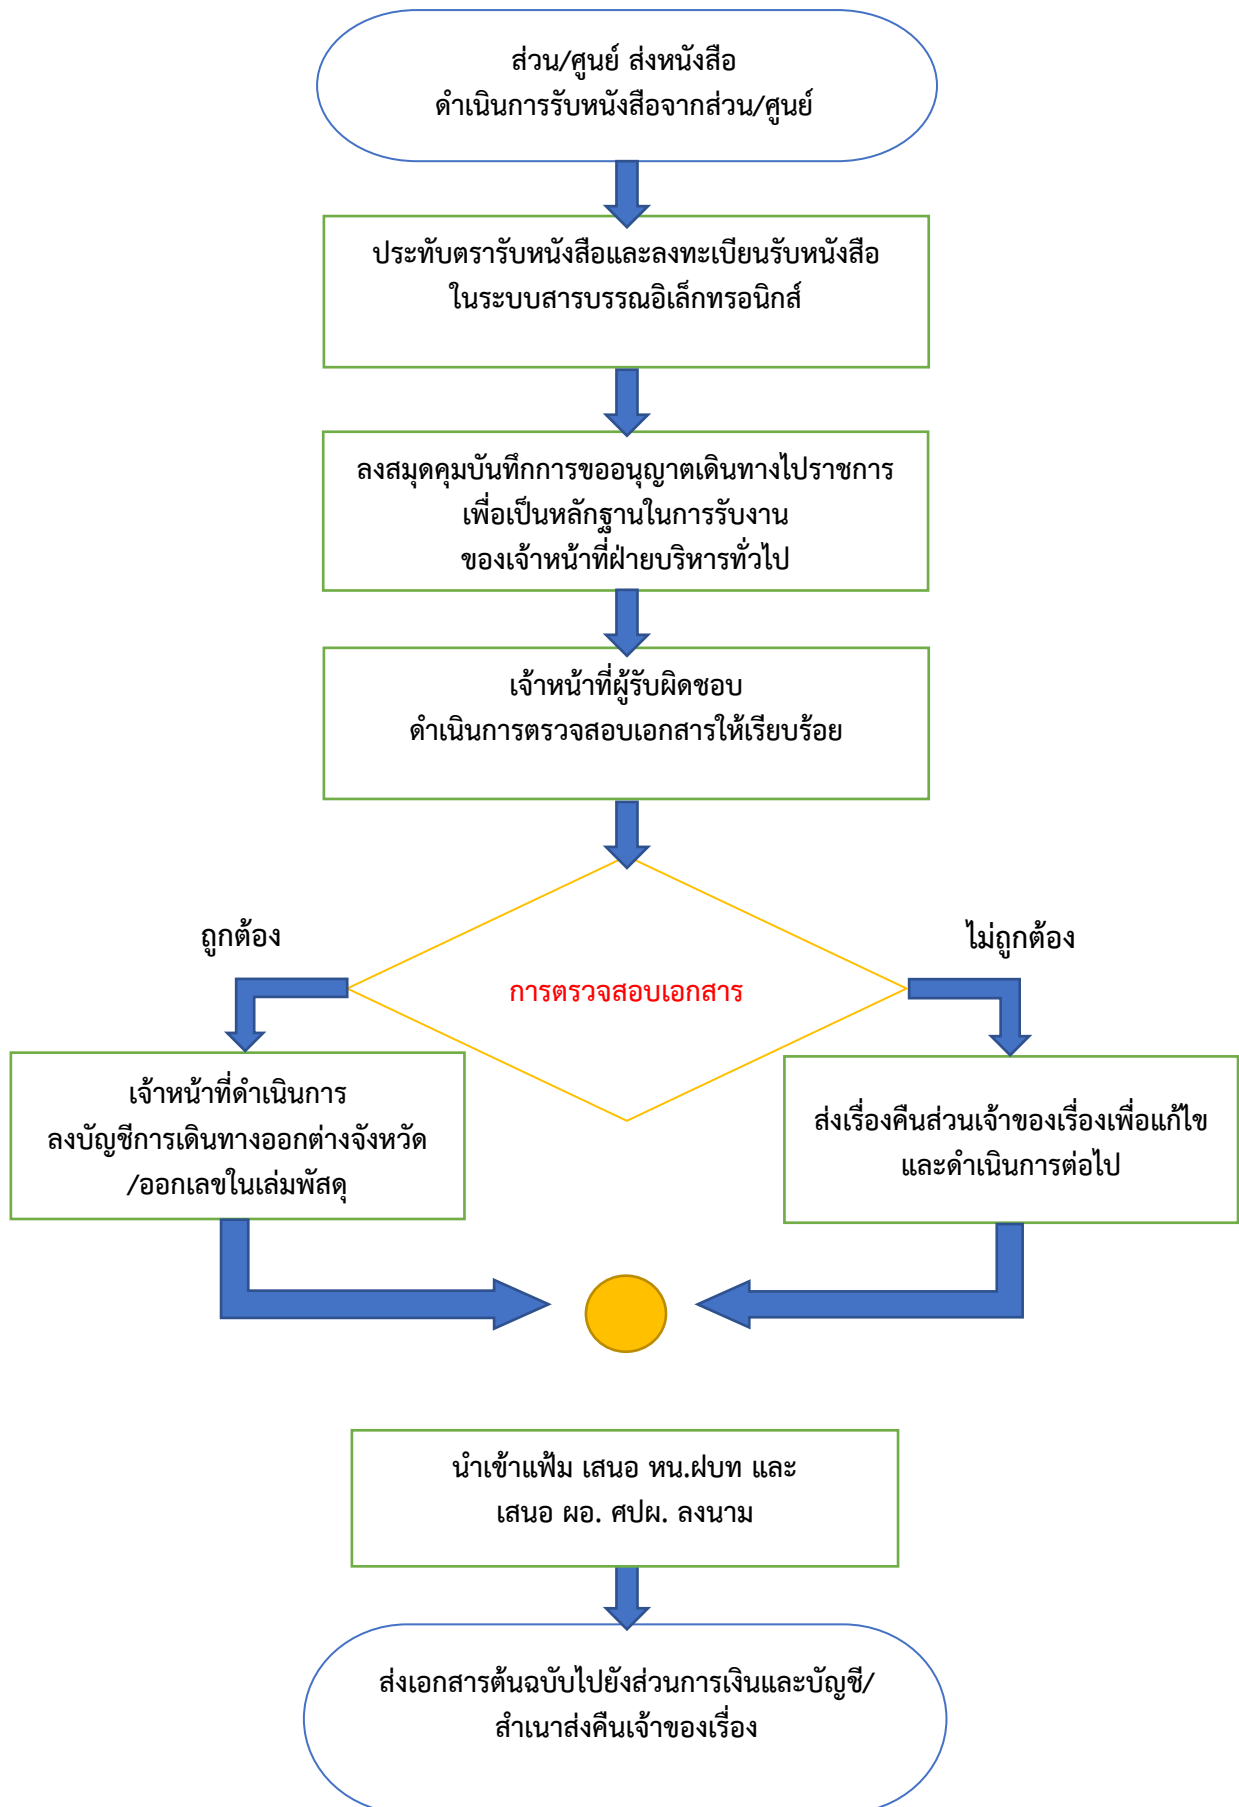 ส่วน/ศูนย์ ส่งหนังสือ
ดำเนินการรับหนังสือจากส่วน/ศูนย์
ประทับตรารับหนังสือและลงทะเบียนรับหนังสือ
ในระบบสารบรรณอิเล็กทรอนิกส์
ลงสมุดคุมบันทึกการขออนุญาตเดินทางไปราชการ
เพื่อเป็นหลักฐานในการรับงาน
ของเจ้าหน้าที่ฝ่ายบริหารทั่วไป
เจ้าหน้าที่ผู้รับผิดชอบ
ดำเนินการตรวจสอบเอกสารให้เรียบร้อย
ถูกต้อง
ไม่ถูกต้อง
การตรวจสอบเอกสาร
เจ้าหน้าที่ดำเนินการ
ลงบัญชีการเดินทางออกต่างจังหวัด
/ออกเลขในเล่มพัสดุ
ส่งเรื่องคืนส่วนเจ้าของเรื่องเพื่อแก้ไข
และดำเนินการต่อไป
นำเข้าแฟ้ม เสนอ หน.ฝบท และ
เสนอ ผอ. ศปผ. ลงนาม
ส่งเอกสารต้นฉบับไปยังส่วนการเงินและบัญชี/
สำเนาส่งคืนเจ้าของเรื่อง